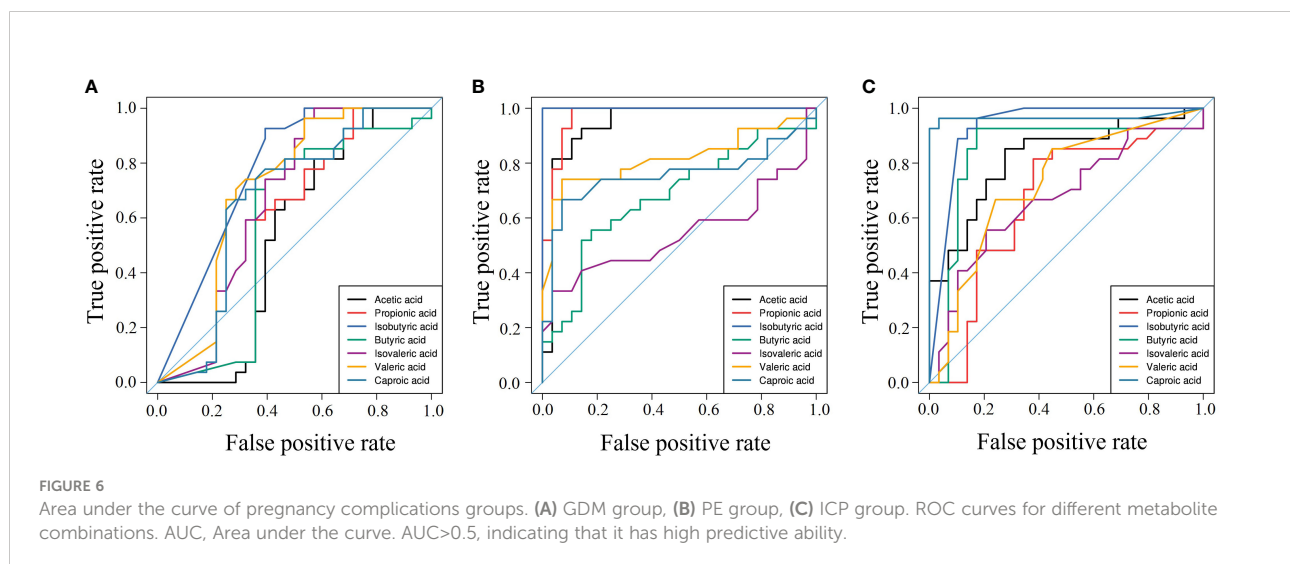 A
B
C
True positive rate
1.0
0.8
0.6
0.4
0.2
0.0
0.0 0.2 0.4 0.6 0.8 1.0
False positive rate
Acetic acid
Propionic acid
Isobutyric acid
Butyric acid
Isovaleric acid
Valeric acid
Caproic acid
True positive rate
1.0
0.8
0.6
0.4
0.2
0.0
0.0 0.2 0.4 0.6 0.8 1.0
False positive rate
Acetic acid
Propionic acid
Isobutyric acid
Butyric acid
Isovaleric acid
Valeric acid
Caproic acid
True positive rate
1.0
0.8
0.6
0.4
0.2
0.0
0.0 0.2 0.4 0.6 0.8 1.0
False positive rate
Acetic acid
Propionic acid
Isobutyric acid
Butyric acid
Isovaleric acid
Valeric acid
Caproic acid
FIGURE 6
Area under the curve of pregnancy complications groups. (A) GDM group, (B) PE group, (C) ICP group. ROC curves for different metabolite
combinations. AUC, Area under the curve. AUC>0.5, indicating that it has high predictive ability.